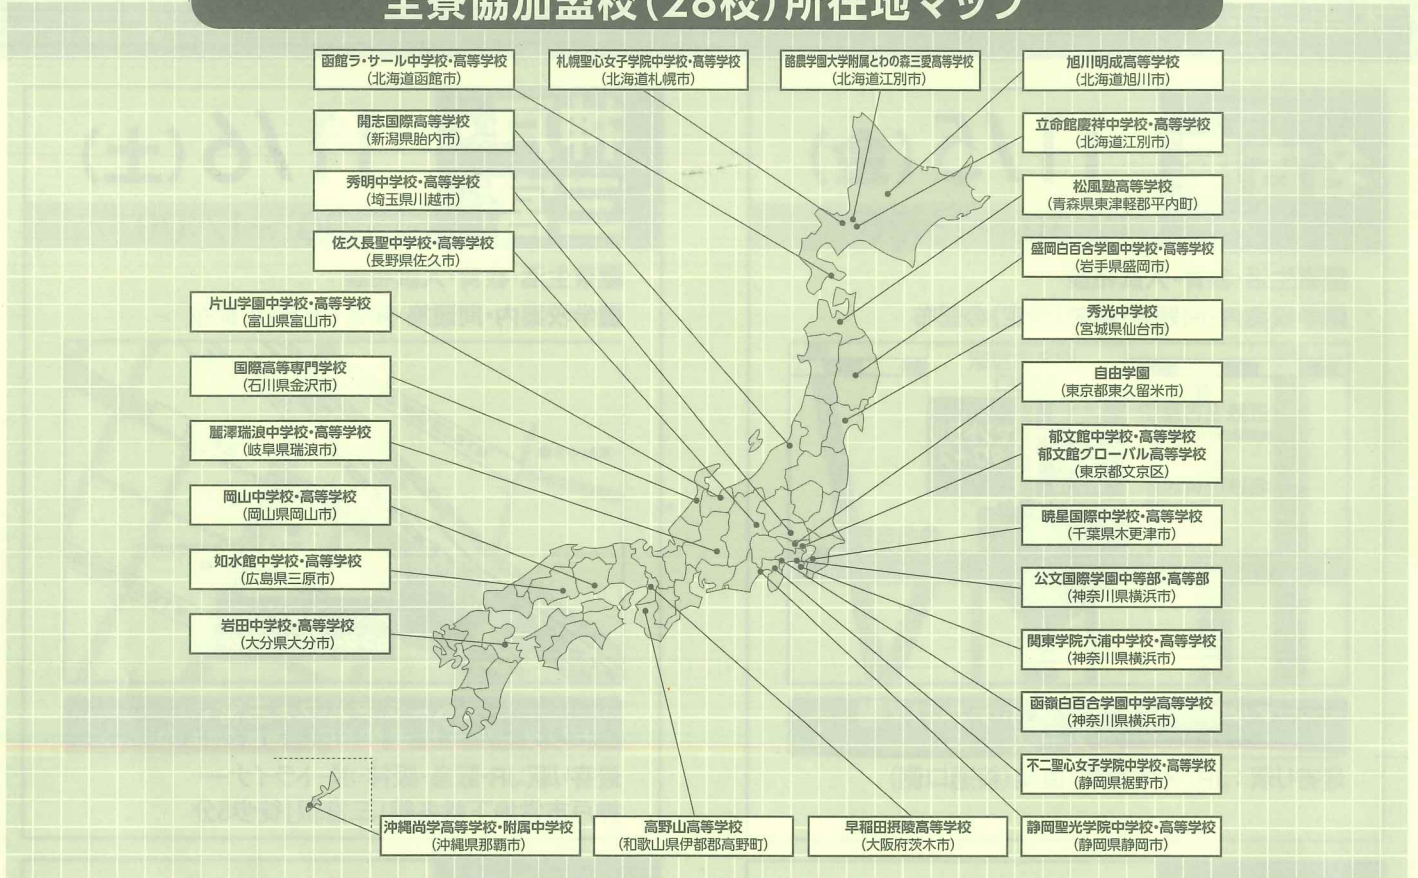 全寮協加盟校(28校)所在地マップ
函館ラ・サール中学校・高等学校
(北海道函館市)
札幌聖心女子学院中学校・高等学校
(北海道札幌市)
酪農学園大学附属とわの森三愛高等学校
(北海道江別市)
旭川明成高等学校
(北海道旭川市)
開志国際高等学校
(新潟県胎内市)
立命館慶祥中学校・高等学校
(北海道江別市)
秀明中学校・高等学校
(埼玉県川越市)
松風塾高等学校
(青森県東津軽郡平内町)
佐久長聖中学校・高等学校
(長野県佐久市)
盛岡白百合学園中学校・高等学校
(岩手県盛岡市)
片山学園中学校・高等学校
(富山県富山市)
秀光中学校
(宮城県仙台市)
国際高等専門学校
(石川県金沢市)
自由学園
(東京都東久留米市)
麗澤瑞浪中学校・高等学校
(岐阜県瑞浪市)
郁文館中学校・高等学校
郁文館グローバル高等学校
(東京都文京区)
岡山中学校・高等学校
(岡山県岡山市)
暁星国際中学校・高等学校
(千葉県木更津市)
如水館中学校・高等学校
(広島県三原市)
公文国際学園中等部・高等部
(神奈川県横浜市)
岩田中学校・高等学校
(大分県大分市)
関東学院六浦中学校・高等学校
(神奈川県横浜市)
函嶺白百合学園中学高等学校
(神奈川県横浜市)
不二聖心女子学院中学校・高等学校
(静岡県裾野市)
沖縄尚学高等学校・附属中学校
(沖縄県那覇市)
高野山高等学校
(和歌山県伊都郡高野町)
早稲田摂陵高等学校
(大阪府茨木市)
静岡聖光学院中学校・高等学校
(静岡県静岡市)